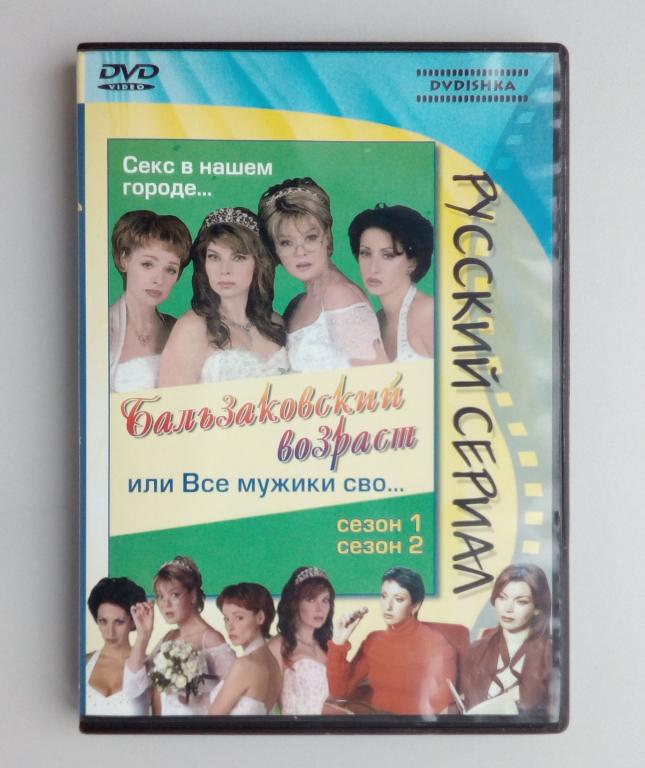 DVD
VIDEO
DVDISHKA
Секс в нашем
городе...
Бальзаковский
возраст
или Все мужики сво...
сезон 1
сезон 2
РУССКИЙ СЕРИАЛ